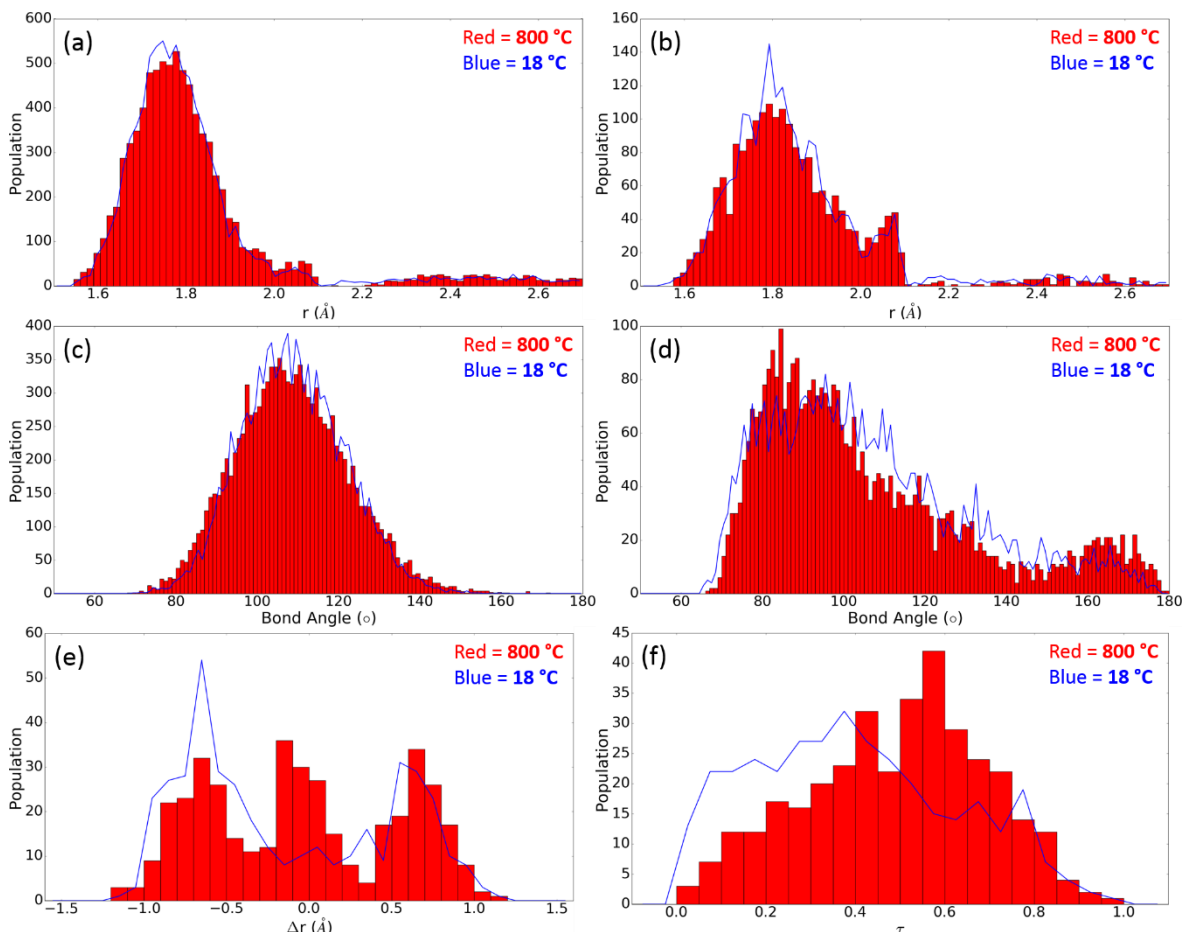 (a)
Red = 800 °C
Blue = 18 °C
Population
600
500
400
300
200
100
0
1.6
1.8
2.0
2.2
2.4
2.6
r (Å)
(b)
Red = 800 °C
Blue = 18 °C
Population
160
140
120
100
80
60
40
20
0
1.6
1.8
2.0
2.2
2.4
2.6
r (Å)
(c)
Red = 800 °C
Blue = 18 °C
Population
400
350
300
250
200
150
100
50
0
60
80
100
120
140
160
180
Bond Angle (○)
(d)
Red = 800 °C
Blue = 18 °C
Population
100
80
60
40
20
0
60
80
100
120
140
160
180
Bond Angle (○)
(e)
Red = 800 °C
Blue = 18 °C
Population
60
50
40
30
20
10
0
−1.5
−1.0
−0.5
0.0
0.5
1.0
1.5
Δr (Å)
(f)
Red = 800 °C
Blue = 18 °C
Population
45
40
35
30
25
20
15
10
5
0
0.0
0.2
0.4
0.6
0.8
1.0
τ